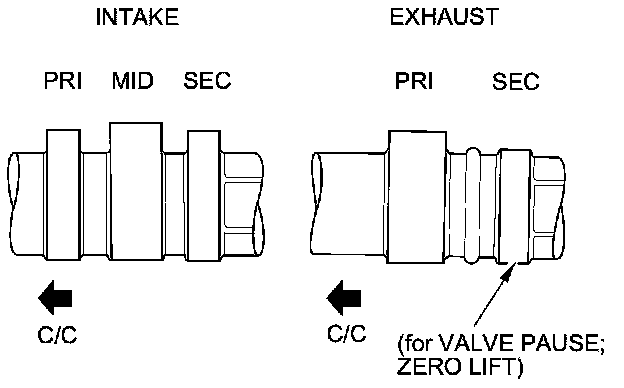 INTAKE
EXHAUST
PRI MID SEC
PRI SEC
C/C
C/C
(for VALVE PAUSE;
ZERO LIFT)